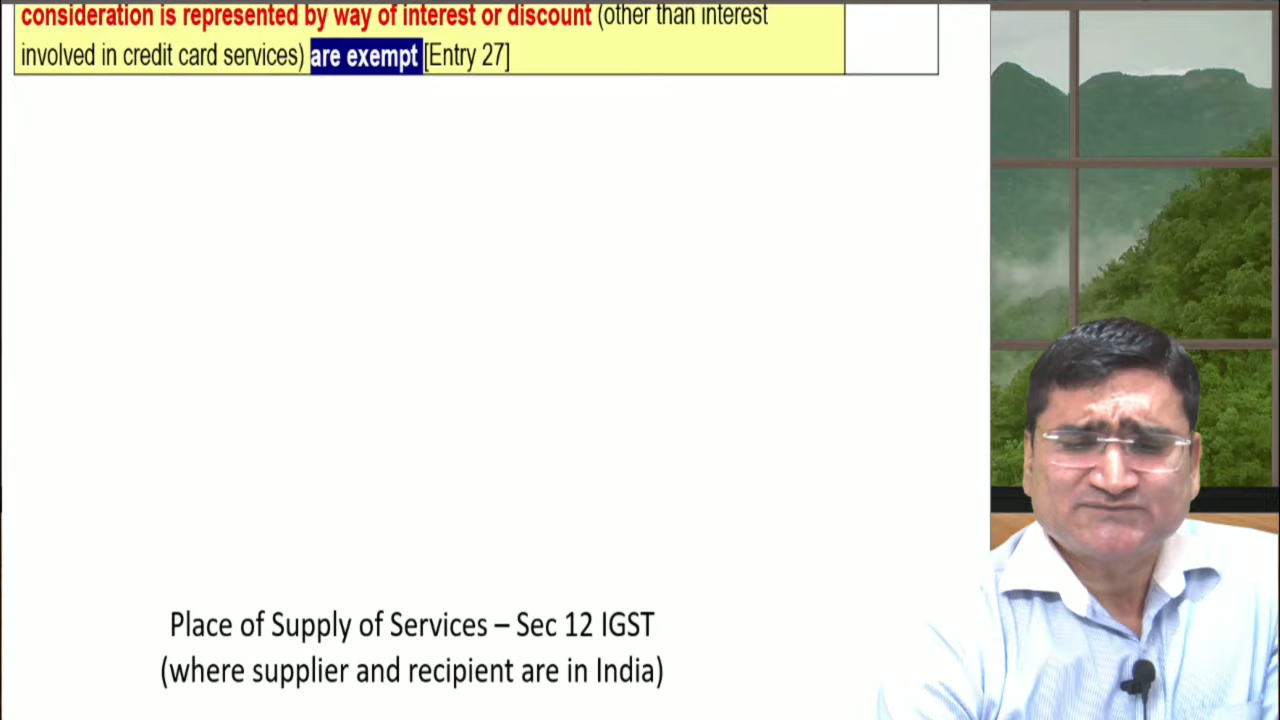 consideration is represented by way of interest or discount (other than interest
involved in credit card services) are exempt [Entry 27]
Place of Supply of Services – Sec 12 IGST
(where supplier and recipient are in India)